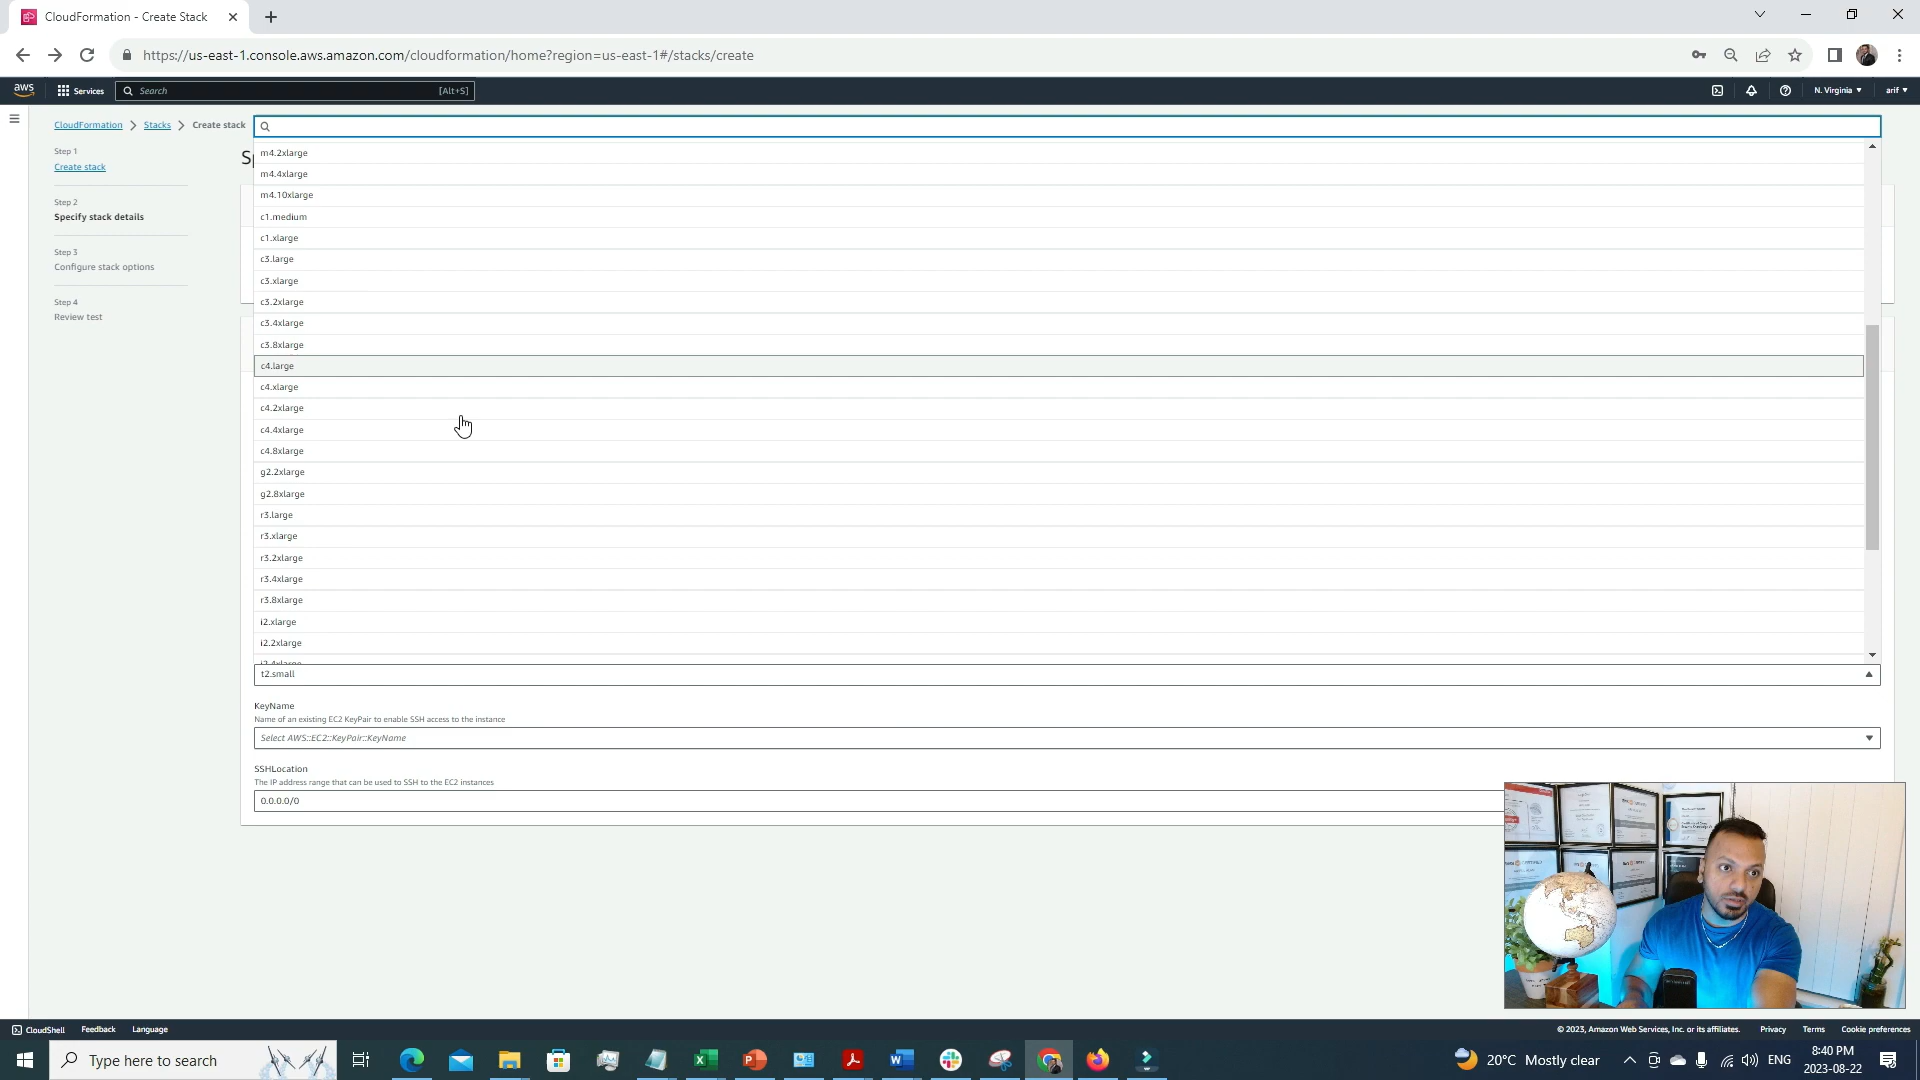 CloudFormation - Create Stack
https://us-east-1.console.aws.amazon.com/cloudformation/home?region=us-east-1#/stacks/create
aws
Services
Search
[Alt+S]
N. Virginia
arif
CloudFormation
Stacks
Create stack
Step 1
Create stack
Step 2
Specify stack details
Step 3
Configure stack options
Step 4
Review test
m4.2xlarge
m4.4xlarge
m4.10xlarge
c1.medium
c1.xlarge
c3.large
c3.xlarge
c3.2xlarge
c3.4xlarge
c3.8xlarge
c4.large
c4.xlarge
c4.2xlarge
c4.4xlarge
c4.8xlarge
g2.2xlarge
g2.8xlarge
r3.large
r3.xlarge
r3.2xlarge
r3.4xlarge
r3.8xlarge
i2.xlarge
i2.2xlarge
i2.4xlarge
t2.small
KeyName
Name of an existing EC2 KeyPair to enable SSH access to the instance
Select AWS::EC2::KeyPair::KeyName
SSHLocation
The IP address range that can be used to SSH to the EC2 instances
0.0.0.0/0
CloudShell
Feedback
Language
© 2023, Amazon Web Services, Inc. or its affiliates.
Privacy
Terms
Cookie preferences
Type here to search
20°C Mostly clear
ENG
8:40 PM
2023-08-22